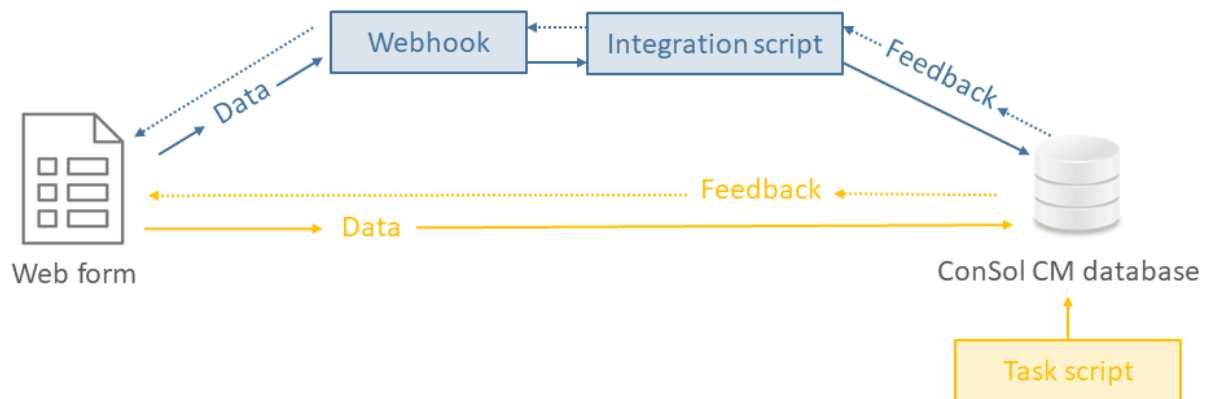 Webhook
Integration script
Feedback
Data
Feedback
Data
Web form
ConSol CM database
Task script